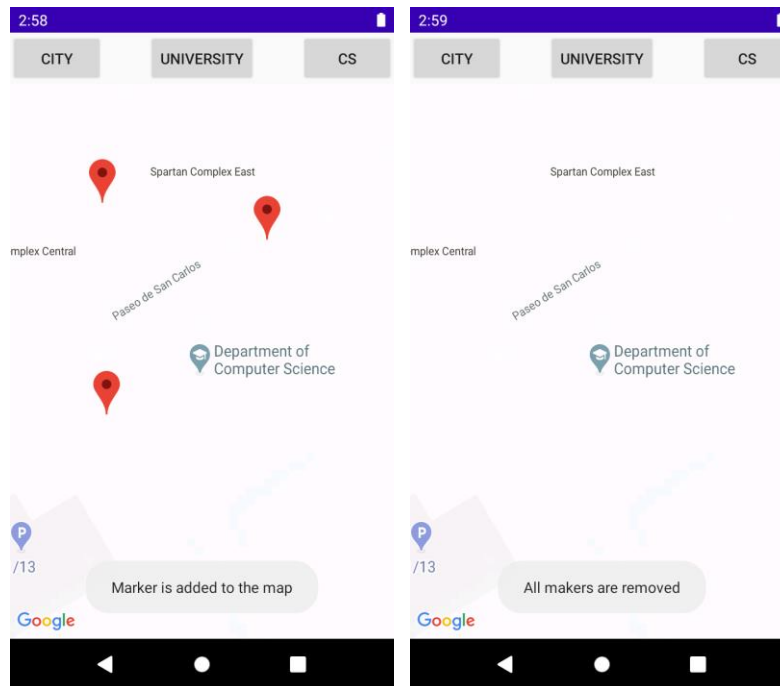 2:58
CITY UNIVERSITY CS
Spartan Complex East
mplex Central
Paseo de San Carlos
Department of
Computer Science
P
/13
Marker is added to the map
Google
2:59
CITY UNIVERSITY CS
Spartan Complex East
mplex Central
Paseo de San Carlos
Department of
Computer Science
P
/13
All makers are removed
Google